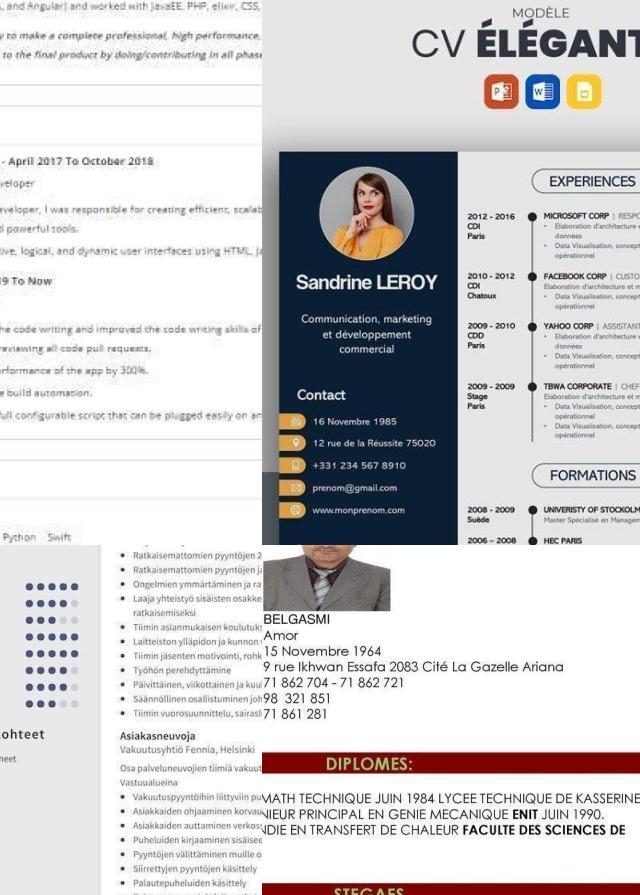 , and Angular) and worked with JavaEE, PHP, elixir, CSS,
y to make a complete professional, high performance,
to the final product by doing/contributing in all phase
- April 2017 To October 2018
veloper
eveloper, I was responsible for creating efficient, scalab
d powerful tools.
tive, logical, and dynamic user interfaces using HTML, Ja
9 To Now
he code writing and improved the code writing skills of
reviewing all code pull requests.
rformance of the app by 300%.
e build automation.
full configurable script that can be plugged easily on an
Python Swift
MODÈLE
CV ÉLÉGANT
Sandrine LEROY
Communication, marketing
et développement
commercial
Contact
16 Novembre 1985
12 rue de la Réussite 75020
+331 234 567 8910
prenom@gmail.com
www.monprenom.com
EXPERIENCES
2012 - 2016
CDI
Paris
MICROSOFT CORP | RESPO
• Elaboration d'architecture e
données
• Data Visualisation, concept
opérationnel
2010 - 2012
CDI
Chatoux
FACEBOOK CORP | CUSTO
Elaboration d'architecture et m
• Data Visualisation, concept
opérationnel
2009 - 2010
CDD
Paris
YAHOO CORP | ASSISTANT
• Elaboration d'architecture e
données
• Data Visualisation, concept
opérationnel
2009 - 2009
Stage
Paris
TBWA CORPORATE | CHEF
• Data Visualisation, concept
opérationnel
• Data Visualisation, concept
opérationnel
FORMATIONS
2008 - 2009
Suède
UNIVERISTY OF STOCKOLM
Master Spécialisé en Managem
2006 – 2008
HEC PARIS
ohteet
neet
• Ratkaisemattomien pyyntöjen 2
• Ratkaisemattomien pyyntöjen ja
• Ongelmien ymmärtäminen ja ra
• Laaja yhteistyö sisäisten osakke
ratkaisemiseksi
• Tiimin asianmukaisen koulutuks
• Laitteiston ylläpidon ja kunnon
• Tiimin jäsenten motivointi, rohk
• Työhön perehdyttämine
• Päivittäinen, viikottainen ja kuu
• Säännöllinen osallistuminen joh
• Tiimin vuorosuunnittelu, sairasl
Asiakasneuvoja
Vakuutusyhtiö Fennia, Helsinki
Osa palveluneuvojien tiimiä vakuut
Vastuualueina
• Vakuutuspyyntöihin liittyviin pu
• Asiakkaiden ohjaaminen korvau
• Asiakkaiden auttaminen verkos
• Puheluiden kirjaaminen sisäisee
• Pyyntöjen välittäminen muille o
• Siirrettyjen pyyntöjen käsittely
• Palautepuheluiden käsittely
BELGASMI
Amor
15 Novembre 1964
9 rue Ikhwan Essafa 2083 Cité La Gazelle Ariana
71 862 704 - 71 862 721
98 321 851
71 861 281
DIPLOMES:
MATH TECHNIQUE JUIN 1984 LYCEE TECHNIQUE DE KASSERINE
NIEUR PRINCIPAL EN GENIE MECANIQUE ENIT JUIN 1990.
NDIE EN TRANSFERT DE CHALEUR FACULTE DES SCIENCES DE
STEGAES